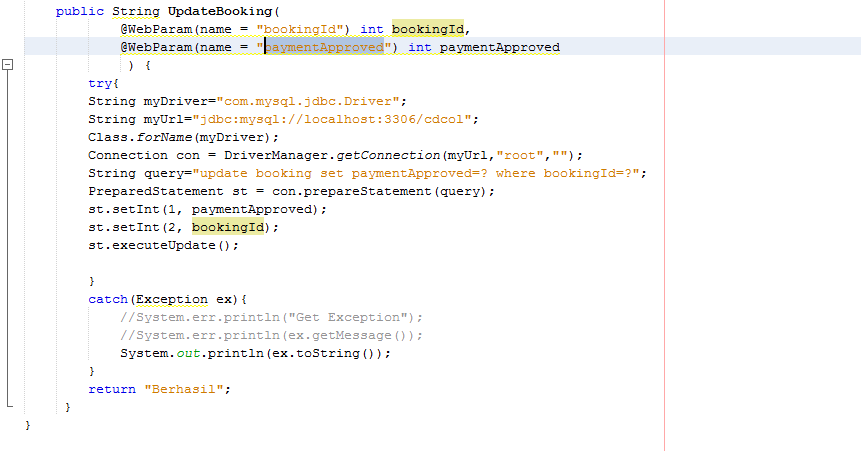 public String UpdateBooking(
@WebParam(name = "bookingId") int bookingId,
@WebParam(name = "paymentApproved") int paymentApproved
) {
try{
String myDriver="com.mysql.jdbc.Driver";
String myUrl="jdbc:mysql://localhost:3306/cdcol";
Class.forName(myDriver);
Connection con = DriverManager.getConnection(myUrl,"root","");
String query="update booking set paymentApproved=? where bookingId=?";
PreparedStatement st = con.prepareStatement(query);
st.setInt(1, paymentApproved);
st.setInt(2, bookingId);
st.executeUpdate();
}
catch(Exception ex){
//System.err.println("Get Exception");
//System.err.println(ex.getMessage());
System.out.println(ex.toString());
}
return "Berhasil";
}
}